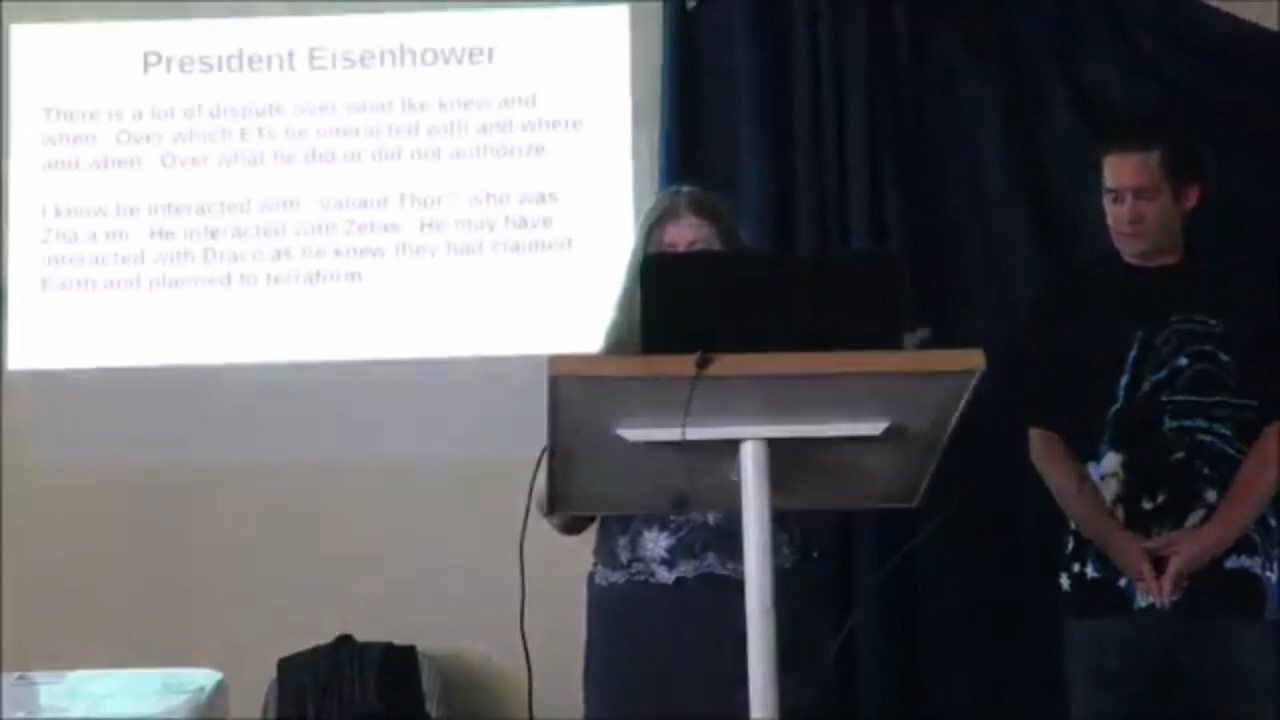 President Eisenhower
There is a lot of dispute over what Ike knew and
when. Over which ETs he interacted with and where
and when. Over what he did or did not authorize.
I know he interacted with "Valiant Thor" who was
Zha a mi. He interacted with Zetas. He may have
interacted with Draco as he knew they had claimed
Earth and planned to terraform